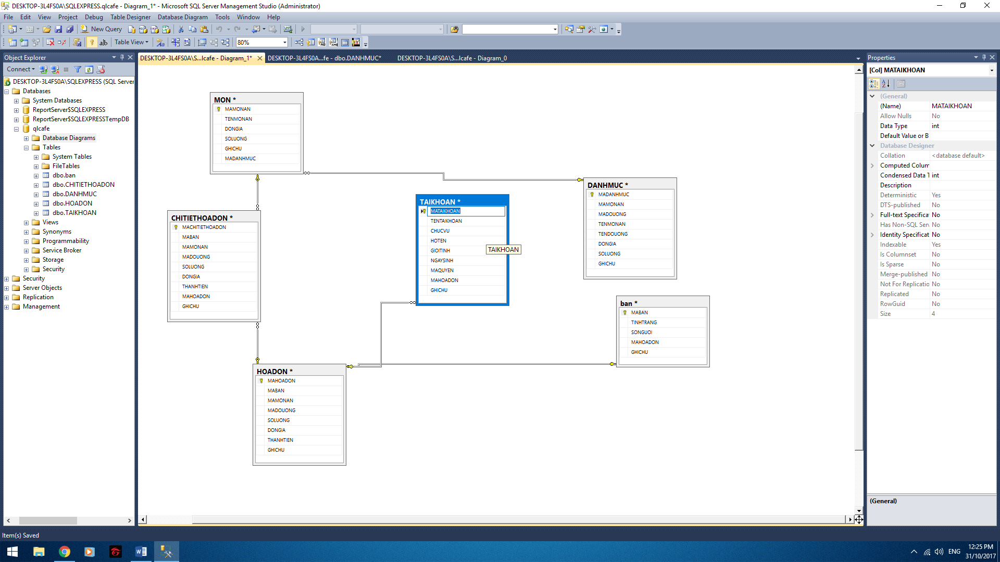 DESKTOP-3L4FS0A\SQLEXPRESS.qlcafe - Diagram_1* - Microsoft SQL Server Management Studio (Administrator)
File Edit View Project Debug Table Designer Database Diagram Tools Window Help
New Query
Table View 80%
Object Explorer
Connect
DESKTOP-3L4FS0A\SQLEXPRESS (SQL Server
Databases
System Databases
ReportServer$SQLEXPRESS
ReportServer$SQLEXPRESSTempDB
qlcafe
Database Diagrams
Tables
System Tables
FileTables
dbo.ban
dbo.CHITIETHOADON
dbo.DANHMUC
dbo.HOADON
dbo.TAIKHOAN
Views
Synonyms
Programmability
Service Broker
Storage
Security
Security
Server Objects
Replication
Management
DESKTOP-3L4FS0A\S...lcafe - Diagram_1* DESKTOP-3L4FS0A...fe - dbo.DANHMUC* DESKTOP-3L4FS0A\S...lcafe - Diagram_0
MON *
MAMONAN
TENMONAN
DONGIA
SOLUONG
GHICHU
MADANHMUC
CHITIETHOADON *
MACHITIETHOADON
MABAN
MAMONAN
MADOUONG
SOLUONG
DONGIA
THANHTIEN
MAHOADON
GHICHU
TAIKHOAN *
MATAIKHOAN
TENTAIKHOAN
CHUCVU
HOTEN
GIOITINH
NGAYSINH
MAQUYEN
MAHOADON
GHICHU
TAIKHOAN
DANHMUC *
MADANHMUC
MAMONAN
MADOUONG
TENMONAN
TENDOUONG
DONGIA
SOLUONG
GHICHU
ban *
MABAN
TINHTRANG
SONGUOI
MAHOADON
GHICHU
HOADON *
MAHOADON
MABAN
MAMONAN
MADOUONG
SOLUONG
DONGIA
THANHTIEN
GHICHU
Properties
[Col] MATAIKHOAN
(General)
(Name) MATAIKHOAN
Allow Nulls No
Data Type int
Default Value or B
Database Designer
Collation <database default>
Computed Colum
Condensed Data T int
Description
Deterministic Yes
DTS-published No
Full-text Specificat No
Has Non-SQL Serv No
Identity Specificat No
Indexable Yes
Is Columnset No
Is Sparse No
Merge-published No
Not For Replicatio No
Replicated No
RowGuid No
Size 4
(General)
Item(s) Saved
ENG
12:25 PM
31/10/2017